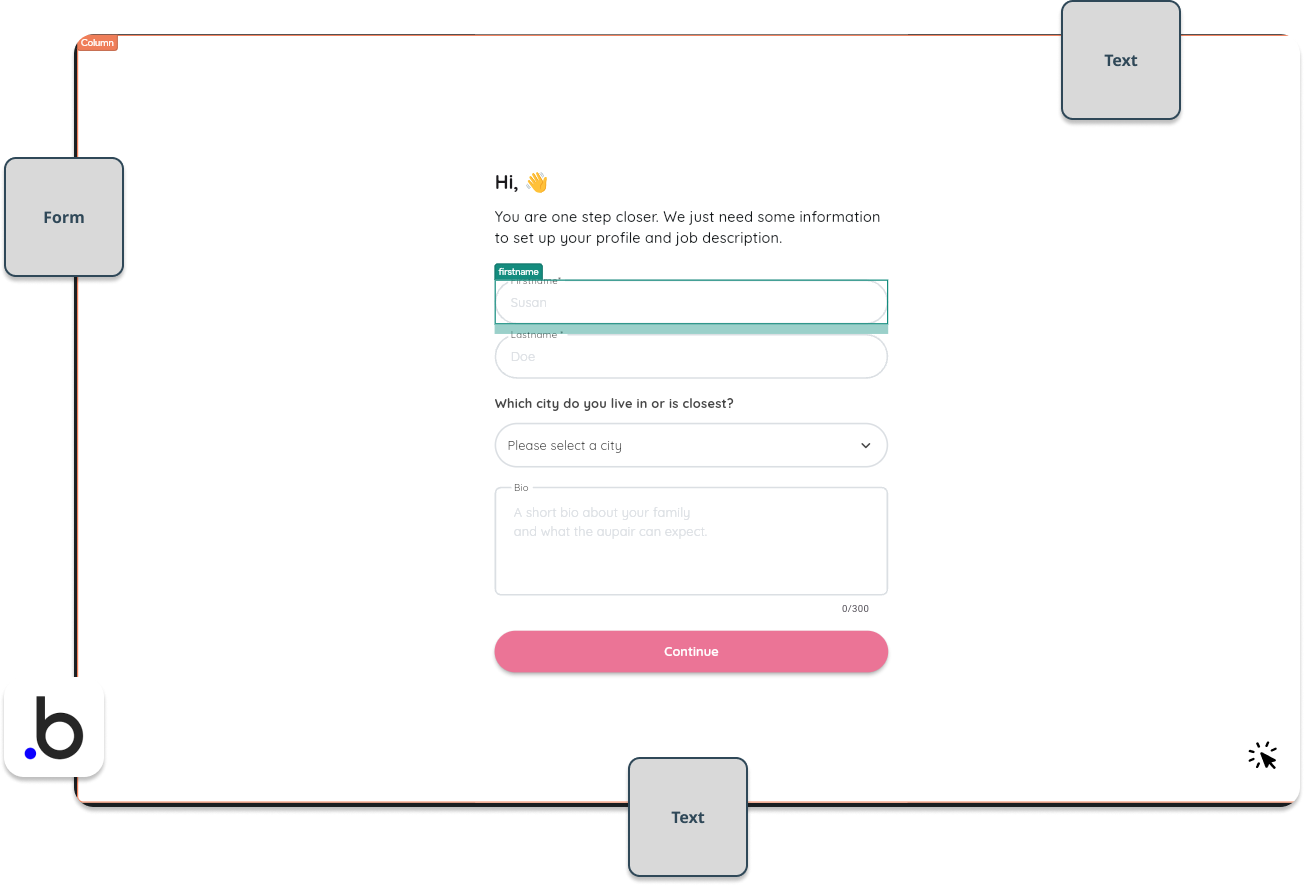 Text
Column
Form
Hi, 👋
You are one step closer. We just need some information
to set up your profile and job description.
firstname
Firstname*
Susan
Lastname *
Doe
Which city do you live in or is closest?
Please select a city
Bio
A short bio about your family
and what the aupair can expect.
0/300
Continue
.b
Text